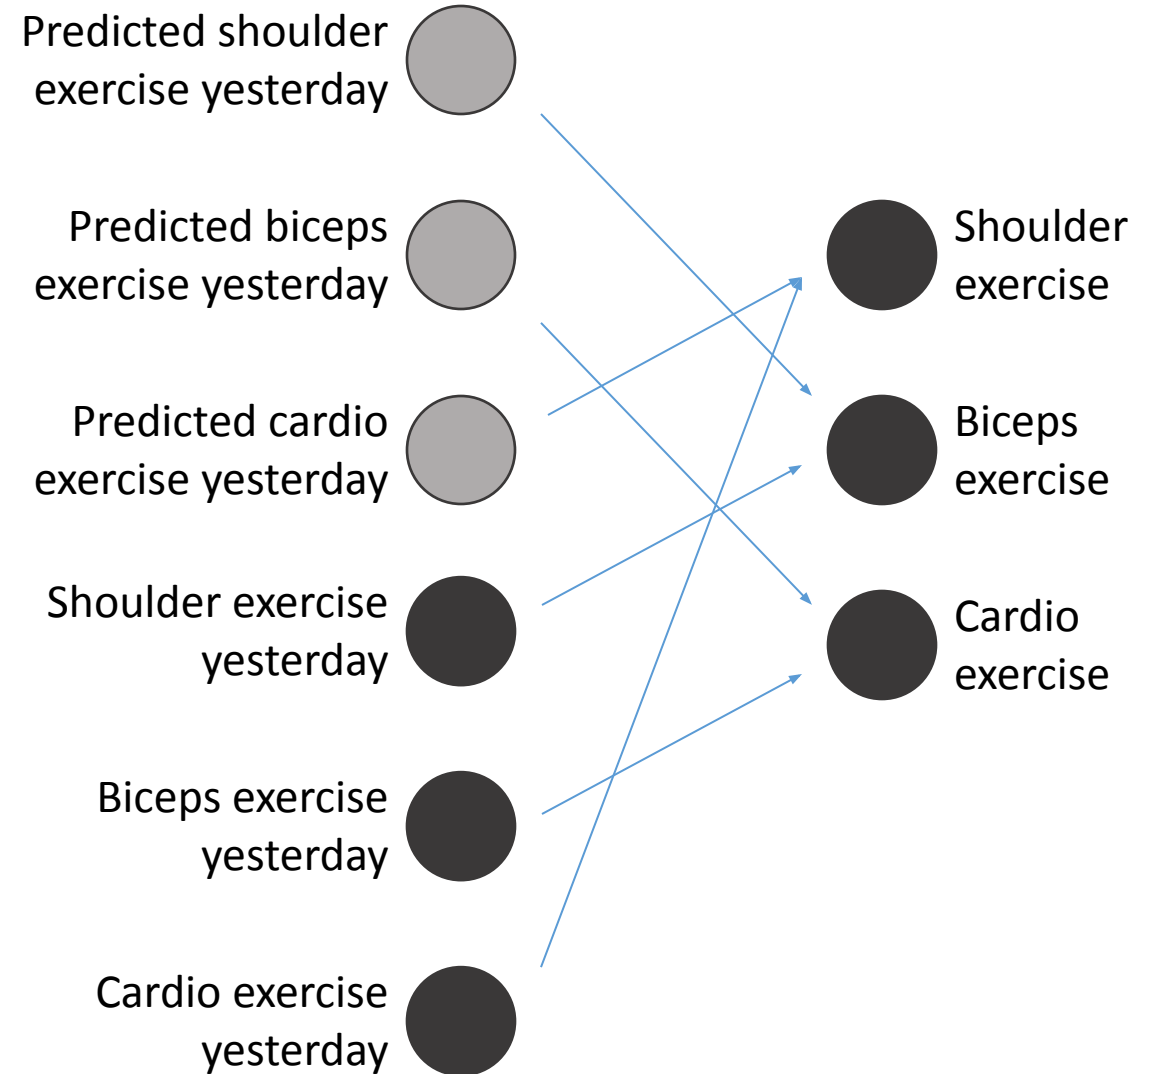 Predicted shoulder
exercise yesterday
Predicted biceps
exercise yesterday
Predicted cardio
exercise yesterday
Shoulder exercise
yesterday
Biceps exercise
yesterday
Cardio exercise
yesterday
Shoulder
exercise
Biceps
exercise
Cardio
exercise